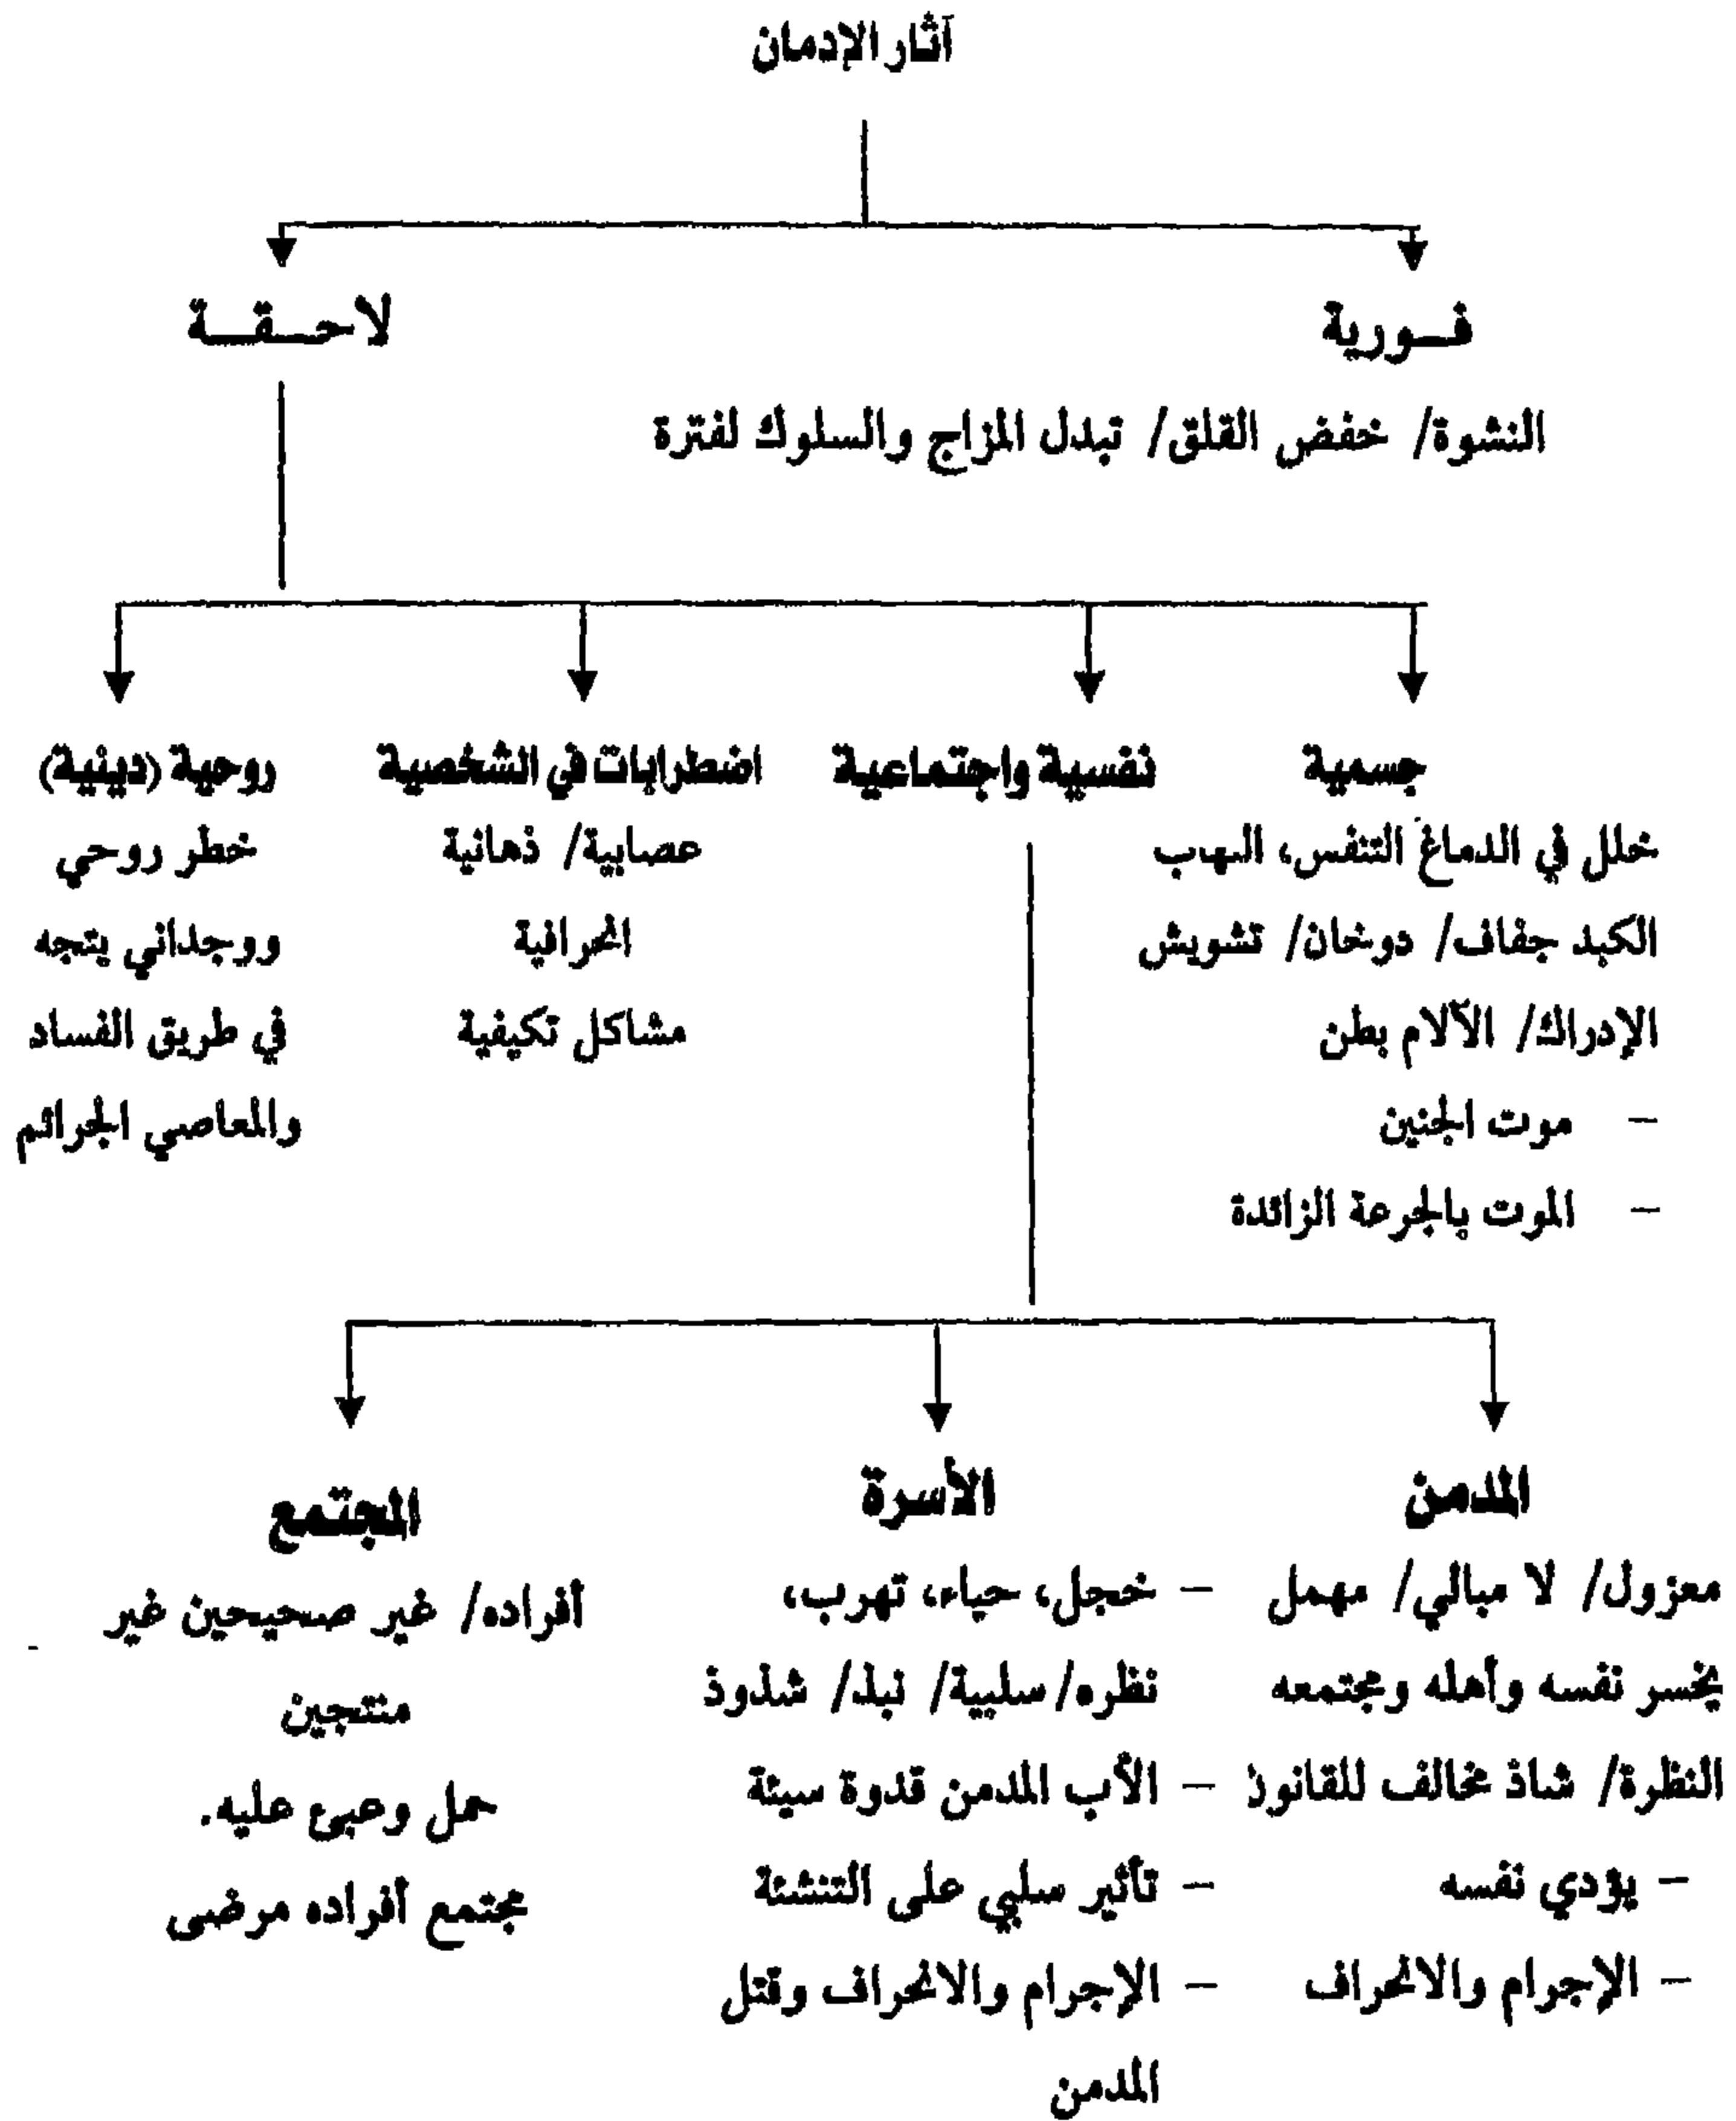 آثار الإدمان
فورية
لاحقة
النشوة/ خفض القلق/ تبدل المزاج والسلوك لفترة
جسمية
خلل في الدماغ التنفس، الهاب
الكبد جفاف/ دوخان/ تشويش
الإدراك/ الآلام بطن
– موت الجنين
– الموت بالجرعة الزائدة
نفسية واجتماعية
اضطرابات في الشخصية
عصابية/ ذهانية
انحرافية
مشاكل تكيفية
روحية (دينية)
خطر روحي
ووجداني يتجه
في طريق الفساد
والمعاصي الجرائم
المدمن
معزول/ لا مبالي/ مهمل
يخسر نفسه وأهله ومجتمعه
النظرة/ شاذ مخالف للقانون
– يؤدي نفسه
– الإجرام والانحراف
الأسرة
– خجل، حياء، تهرب،
نظره/ سلبية/ نبذ/ شذوذ
– الأب المدمن قدوة سيئة
– تأثير سلبي على التنشئة
– الإجرام والانحراف وقتل
المدمن
المجتمع
أفراده/ غير صحيحين غير
منتجين
حمل وعبئ عليه.
مجتمع أفراده مرضى